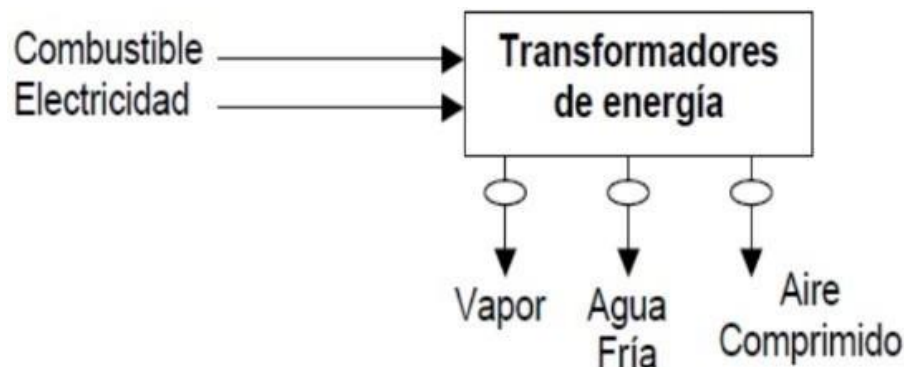 Combustible
Electricidad
Transformadores
de energía
Vapor
Agua
Fría
Aire
Comprimido